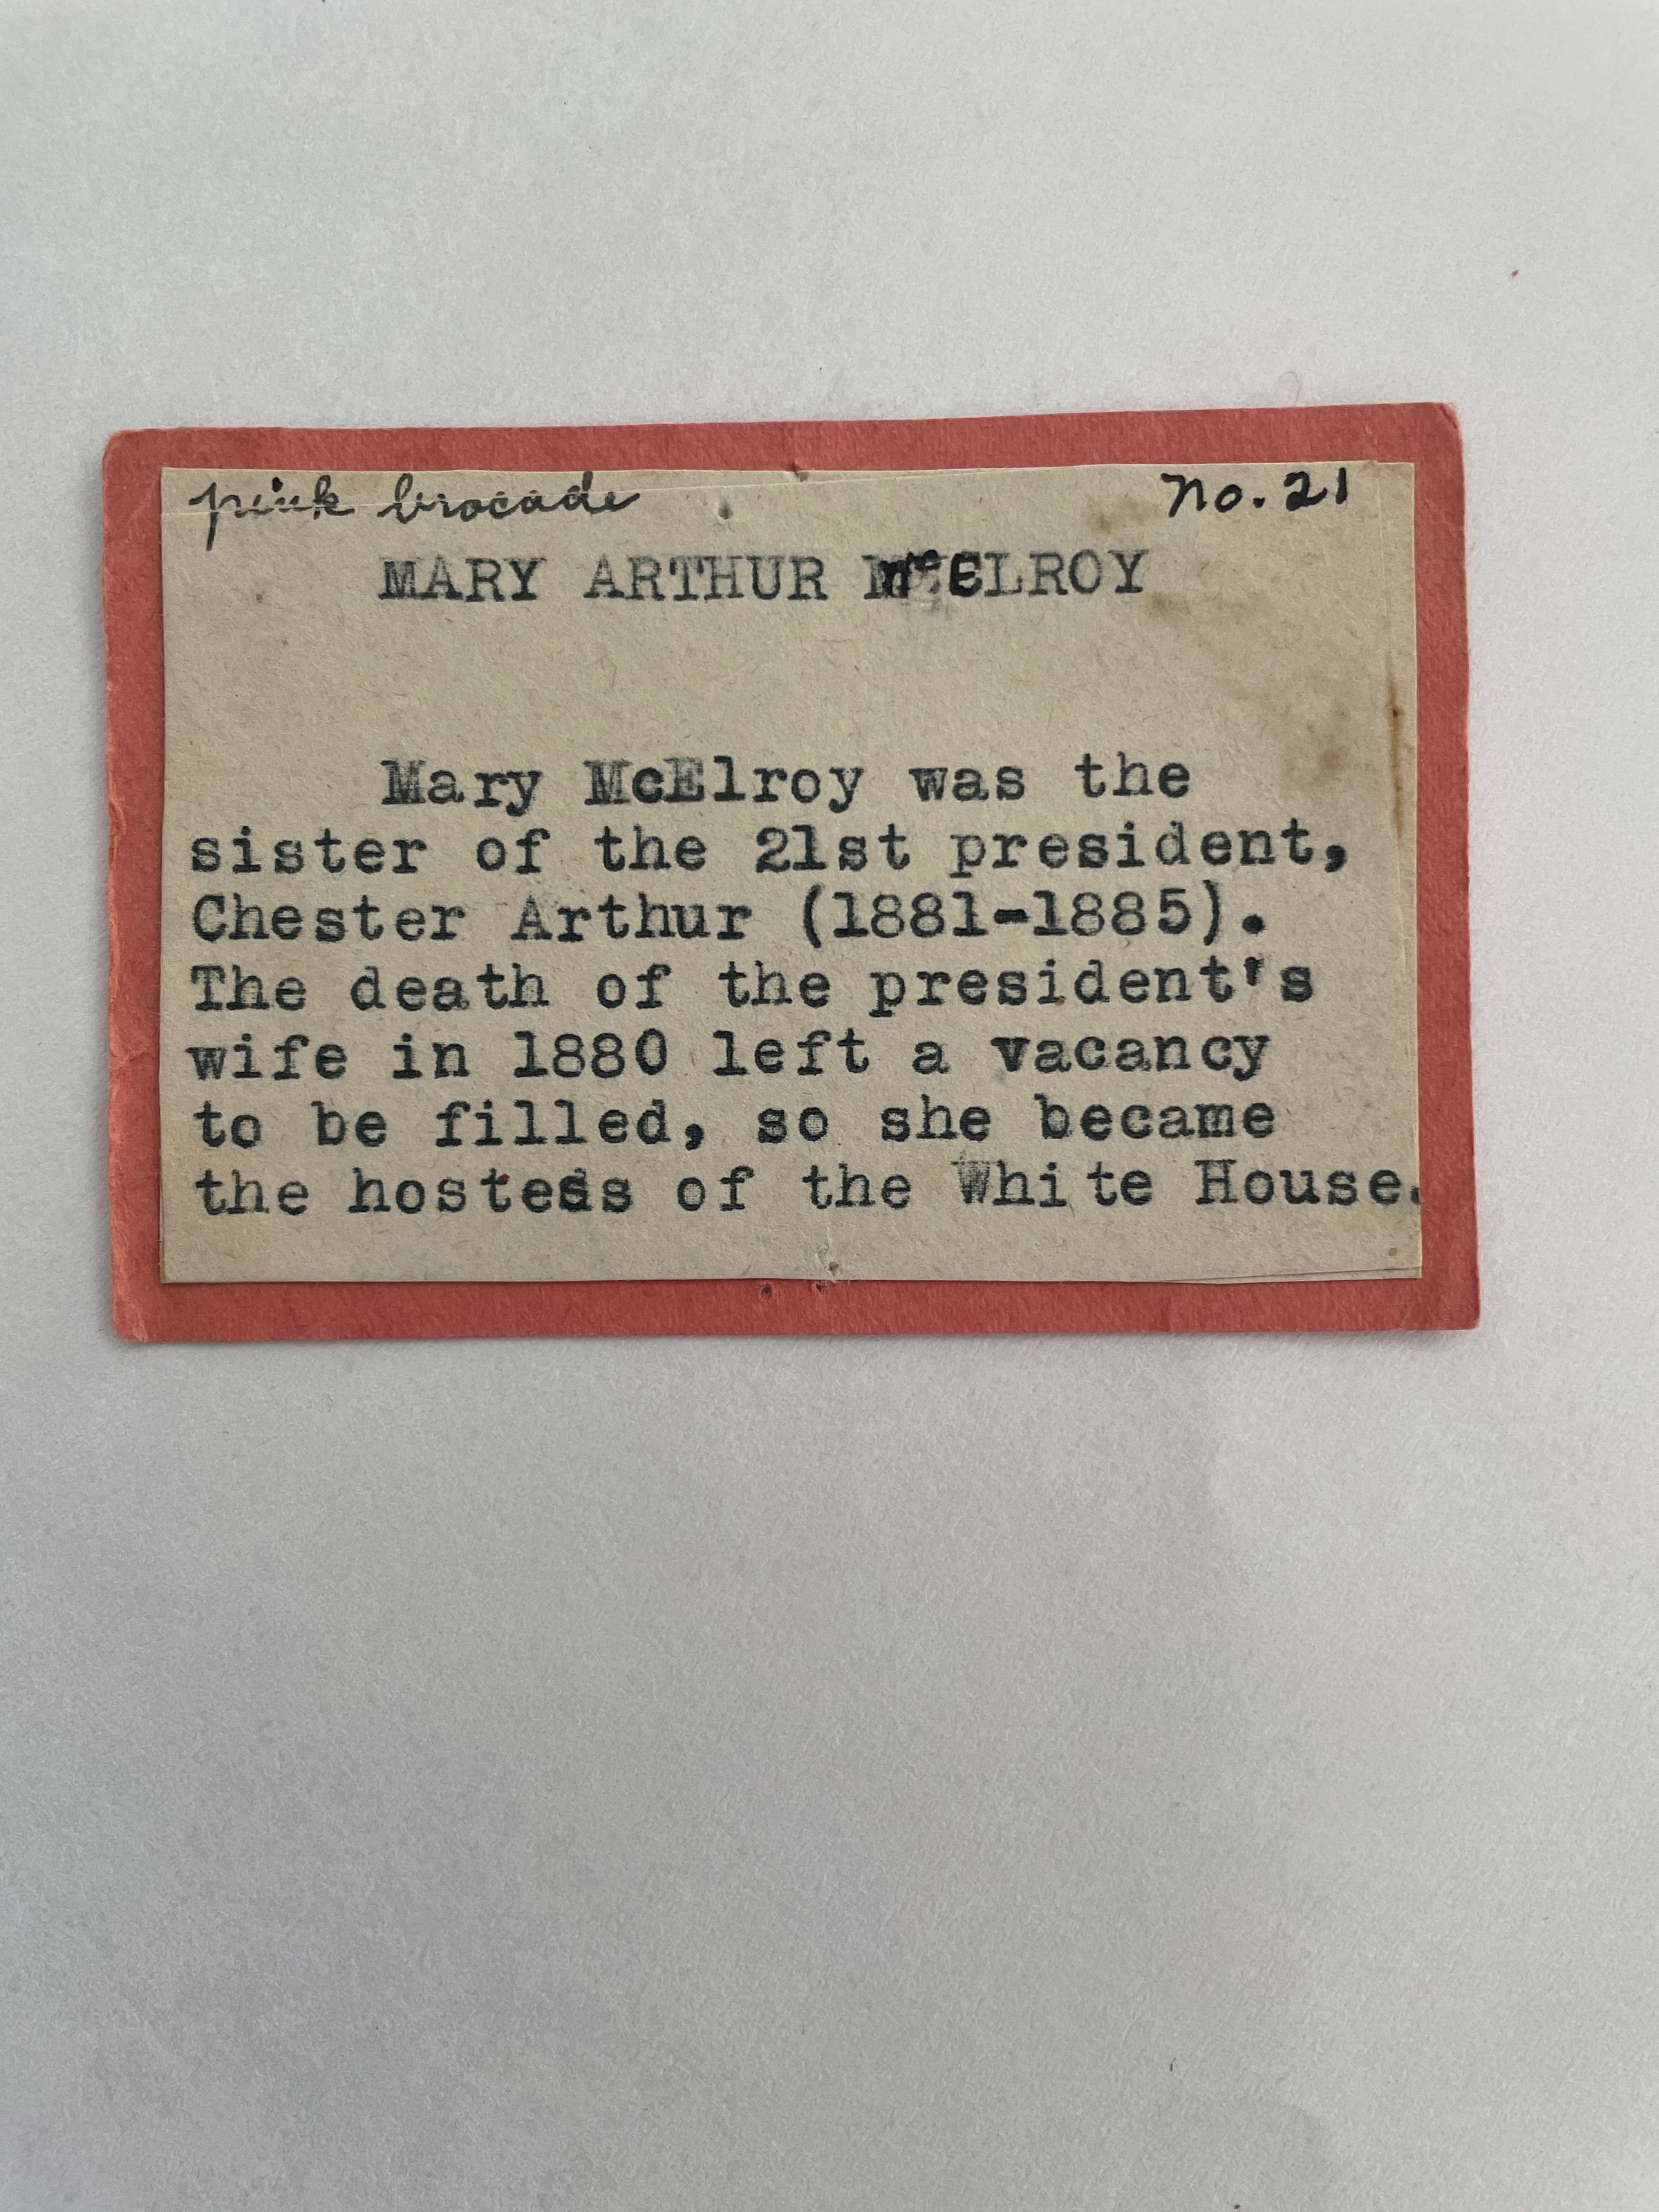 pink brocade no. 21
MARY ARTHUR McELROY
Mary McElroy was the
sister of the 21st president,
Chester Arthur (1881-1885).
The death of the president's
wife in 1880 left a vacancy
to be filled, so she became
the hostess of the White House.